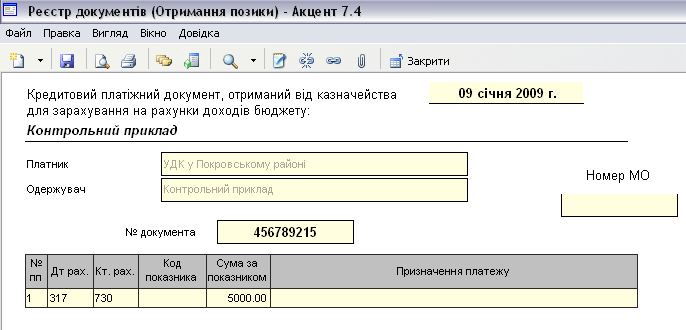 Реєстр документів (Отримання позики) - Акцент 7.4
Файл Правка Вигляд Вікно Довідка
Закрити
Кредитовий платіжний документ, отриманий від казначейства
09 січня 2009 г.
для зарахування на рахунки доходів бюджету:
Контрольний приклад
Платник УДК у Покровському районі
Номер МО
Одержувач Контрольний приклад
№ документа 456789215
№ пп Дт рах. Кт. рах. Код показника Сума за показником Призначення платежу
1 317 730 5000.00